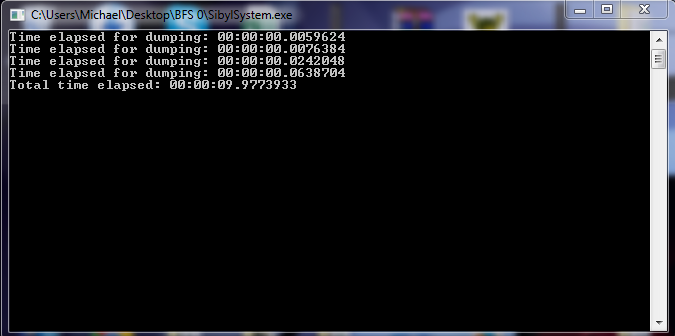 C:\Users\Michael\Desktop\BFS 0\SibylSystem.exe
Time elapsed for dumping: 00:00:00.0059624
Time elapsed for dumping: 00:00:00.0076384
Time elapsed for dumping: 00:00:00.0242048
Time elapsed for dumping: 00:00:00.0638704
Total time elapsed: 00:00:09.9773933